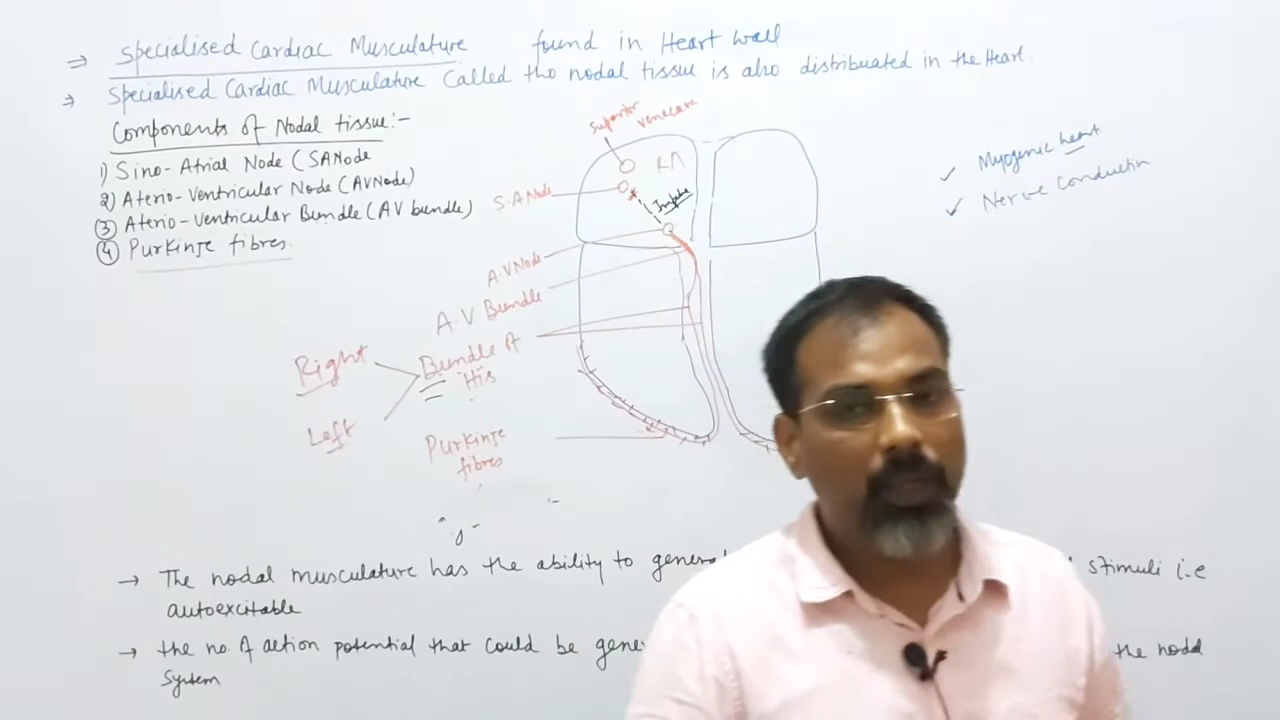 ⇒ Specialised Cardiac Musculature found in Heart wall
⇒ Specialised Cardiac Musculature Called the nodal tissue is also distribuated in the Heart.
Components of Nodal tissue:-
1) Sino-Atrial Node (SANode
2) Aterio-Ventricular Node (AVNode)
③ Aterio-Ventricular Bundle (AV bundle)
④ Purkinje fibres
Superior
venacava
RA
S.A Node
Impulse
A.V Node
A.V Bundle
Right
Bundle of
His
Left
Purkinje
fibres
✓ Myogenic heart
✓ Nerve Conduction
→ The nodal musculature has the ability to stimuli i.e
autoexcitable
→ the no. of action potential that could be the nodal
System